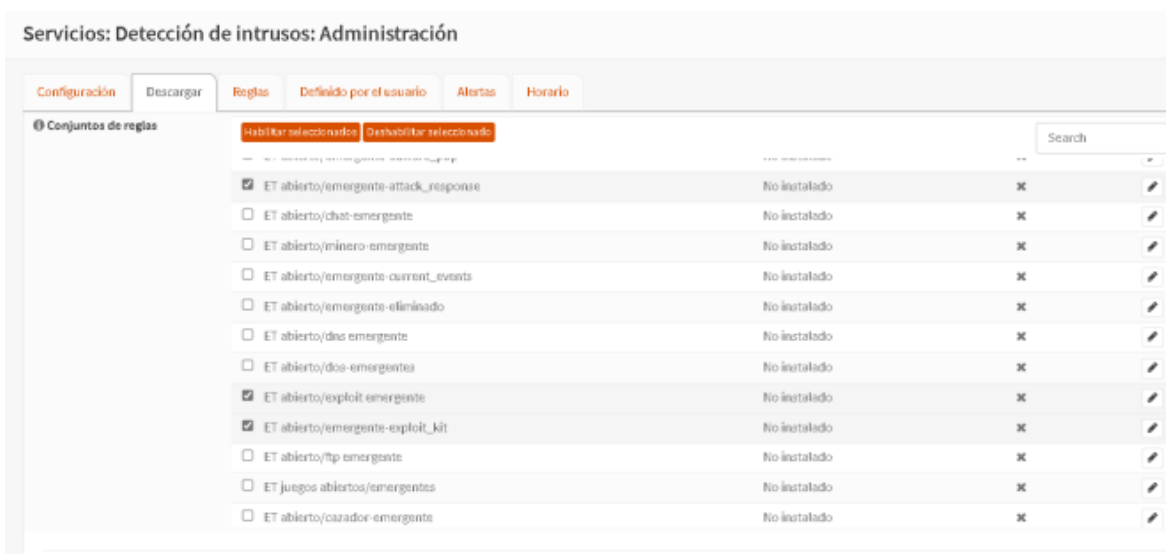 Servicios: Detección de intrusos: Administración
Configuración Descargar Reglas Definido por el usuario Alertas Horario
Conjuntos de reglas Habilitar seleccionados Deshabilitar seleccionado Search
ET abierto/emergente-attack_response No instalado
ET abierto/chat-emergente No instalado
ET abierto/minero-emergente No instalado
ET abierto/emergente-current_events No instalado
ET abierto/emergente-eliminado No instalado
ET abierto/dns emergente No instalado
ET abierto/dos-emergentes No instalado
ET abierto/exploit emergente No instalado
ET abierto/emergente-exploit_kit No instalado
ET abierto/ftp emergente No instalado
ET juegos abiertos/emergentes No instalado
ET abierto/cazador-emergente No instalado